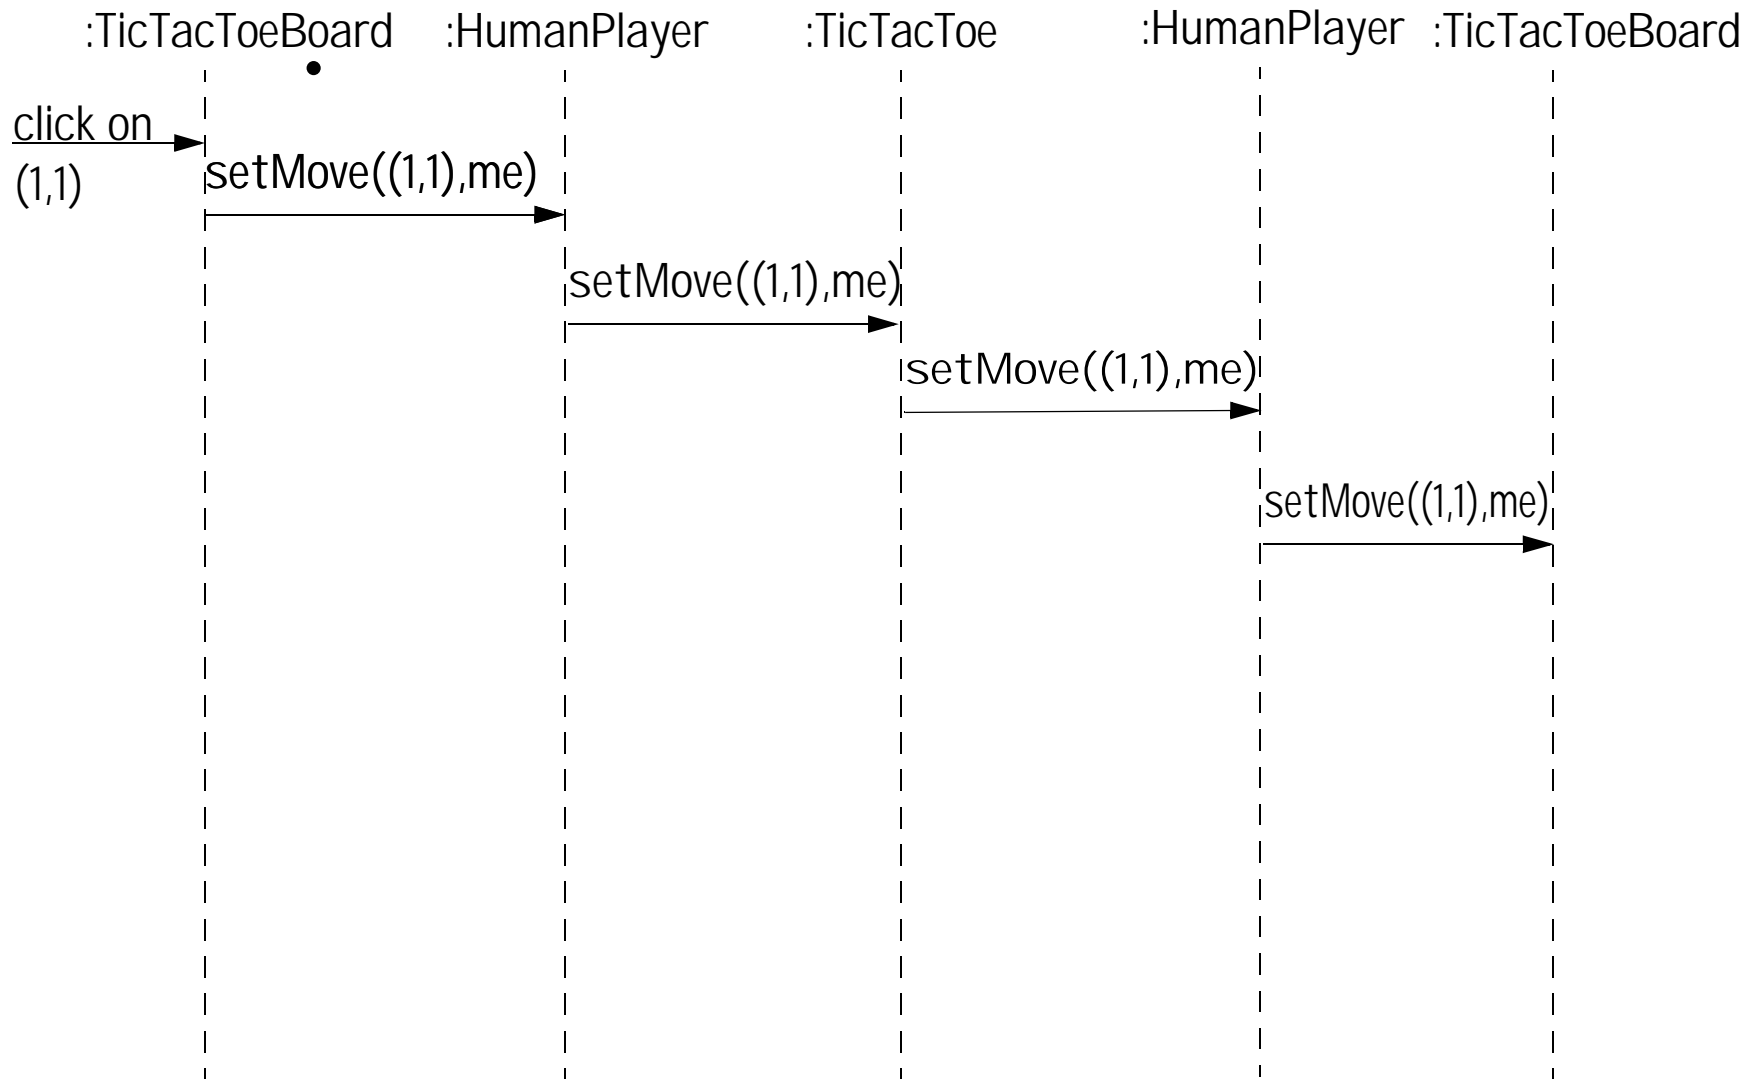 :TicTacToeBoard :HumanPlayer :TicTacToe :HumanPlayer :TicTacToeBoard
click on
(1,1)
setMove((1,1),me)
setMove((1,1),me)
setMove((1,1),me)
setMove((1,1),me)